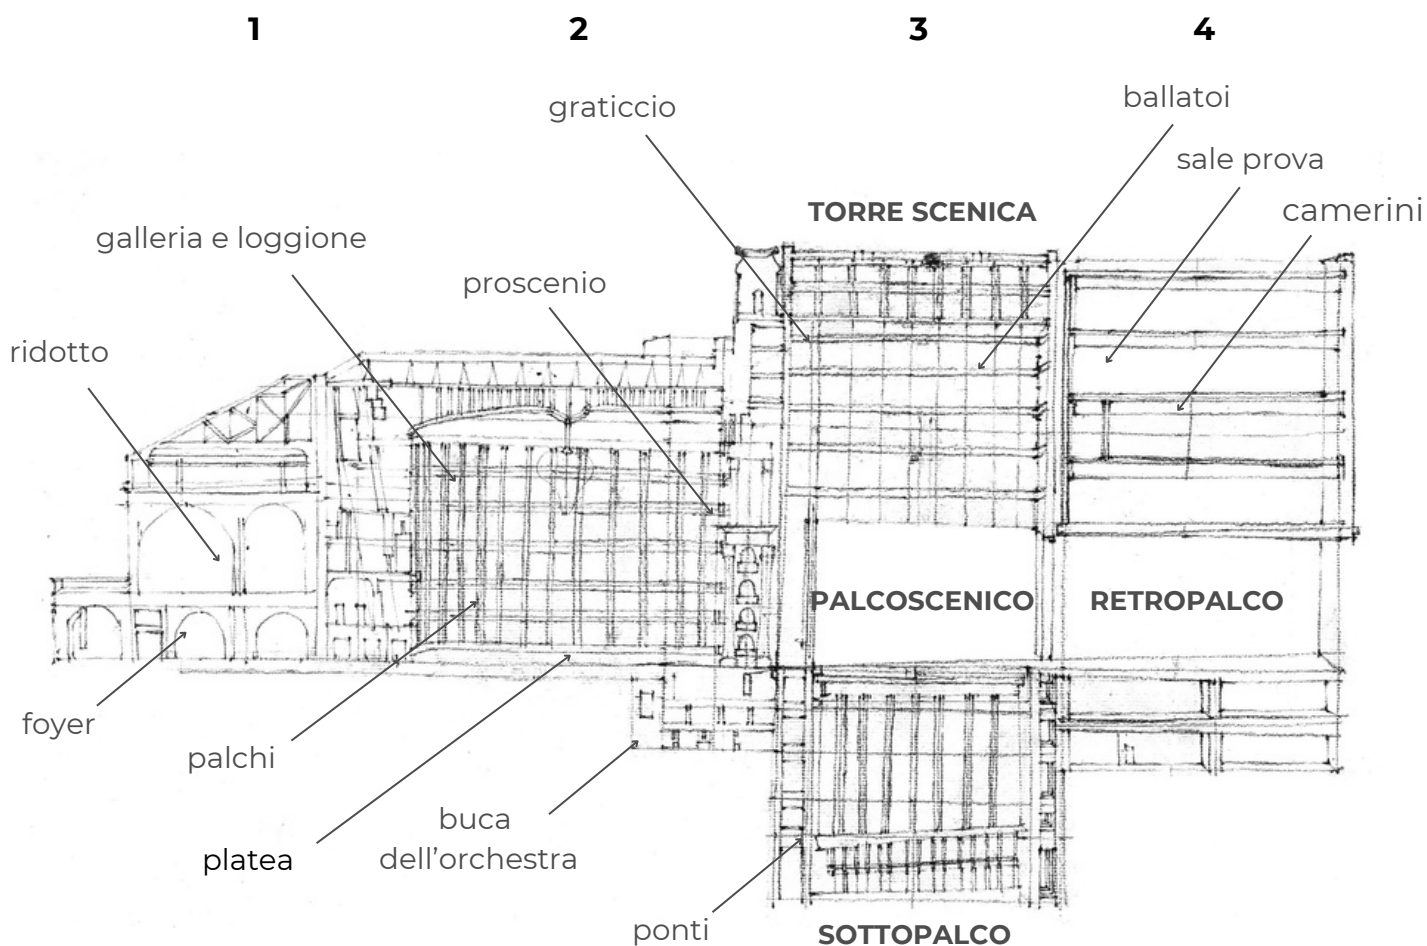 1
2
3
4
graticcio
ballatoi
sale prova
TORRE SCENICA
camerini
galleria e loggione
proscenio
ridotto
PALCOSCENICO
RETROPALCO
foyer
palchi
buca
dell’orchestra
platea
ponti
SOTTOPALCO